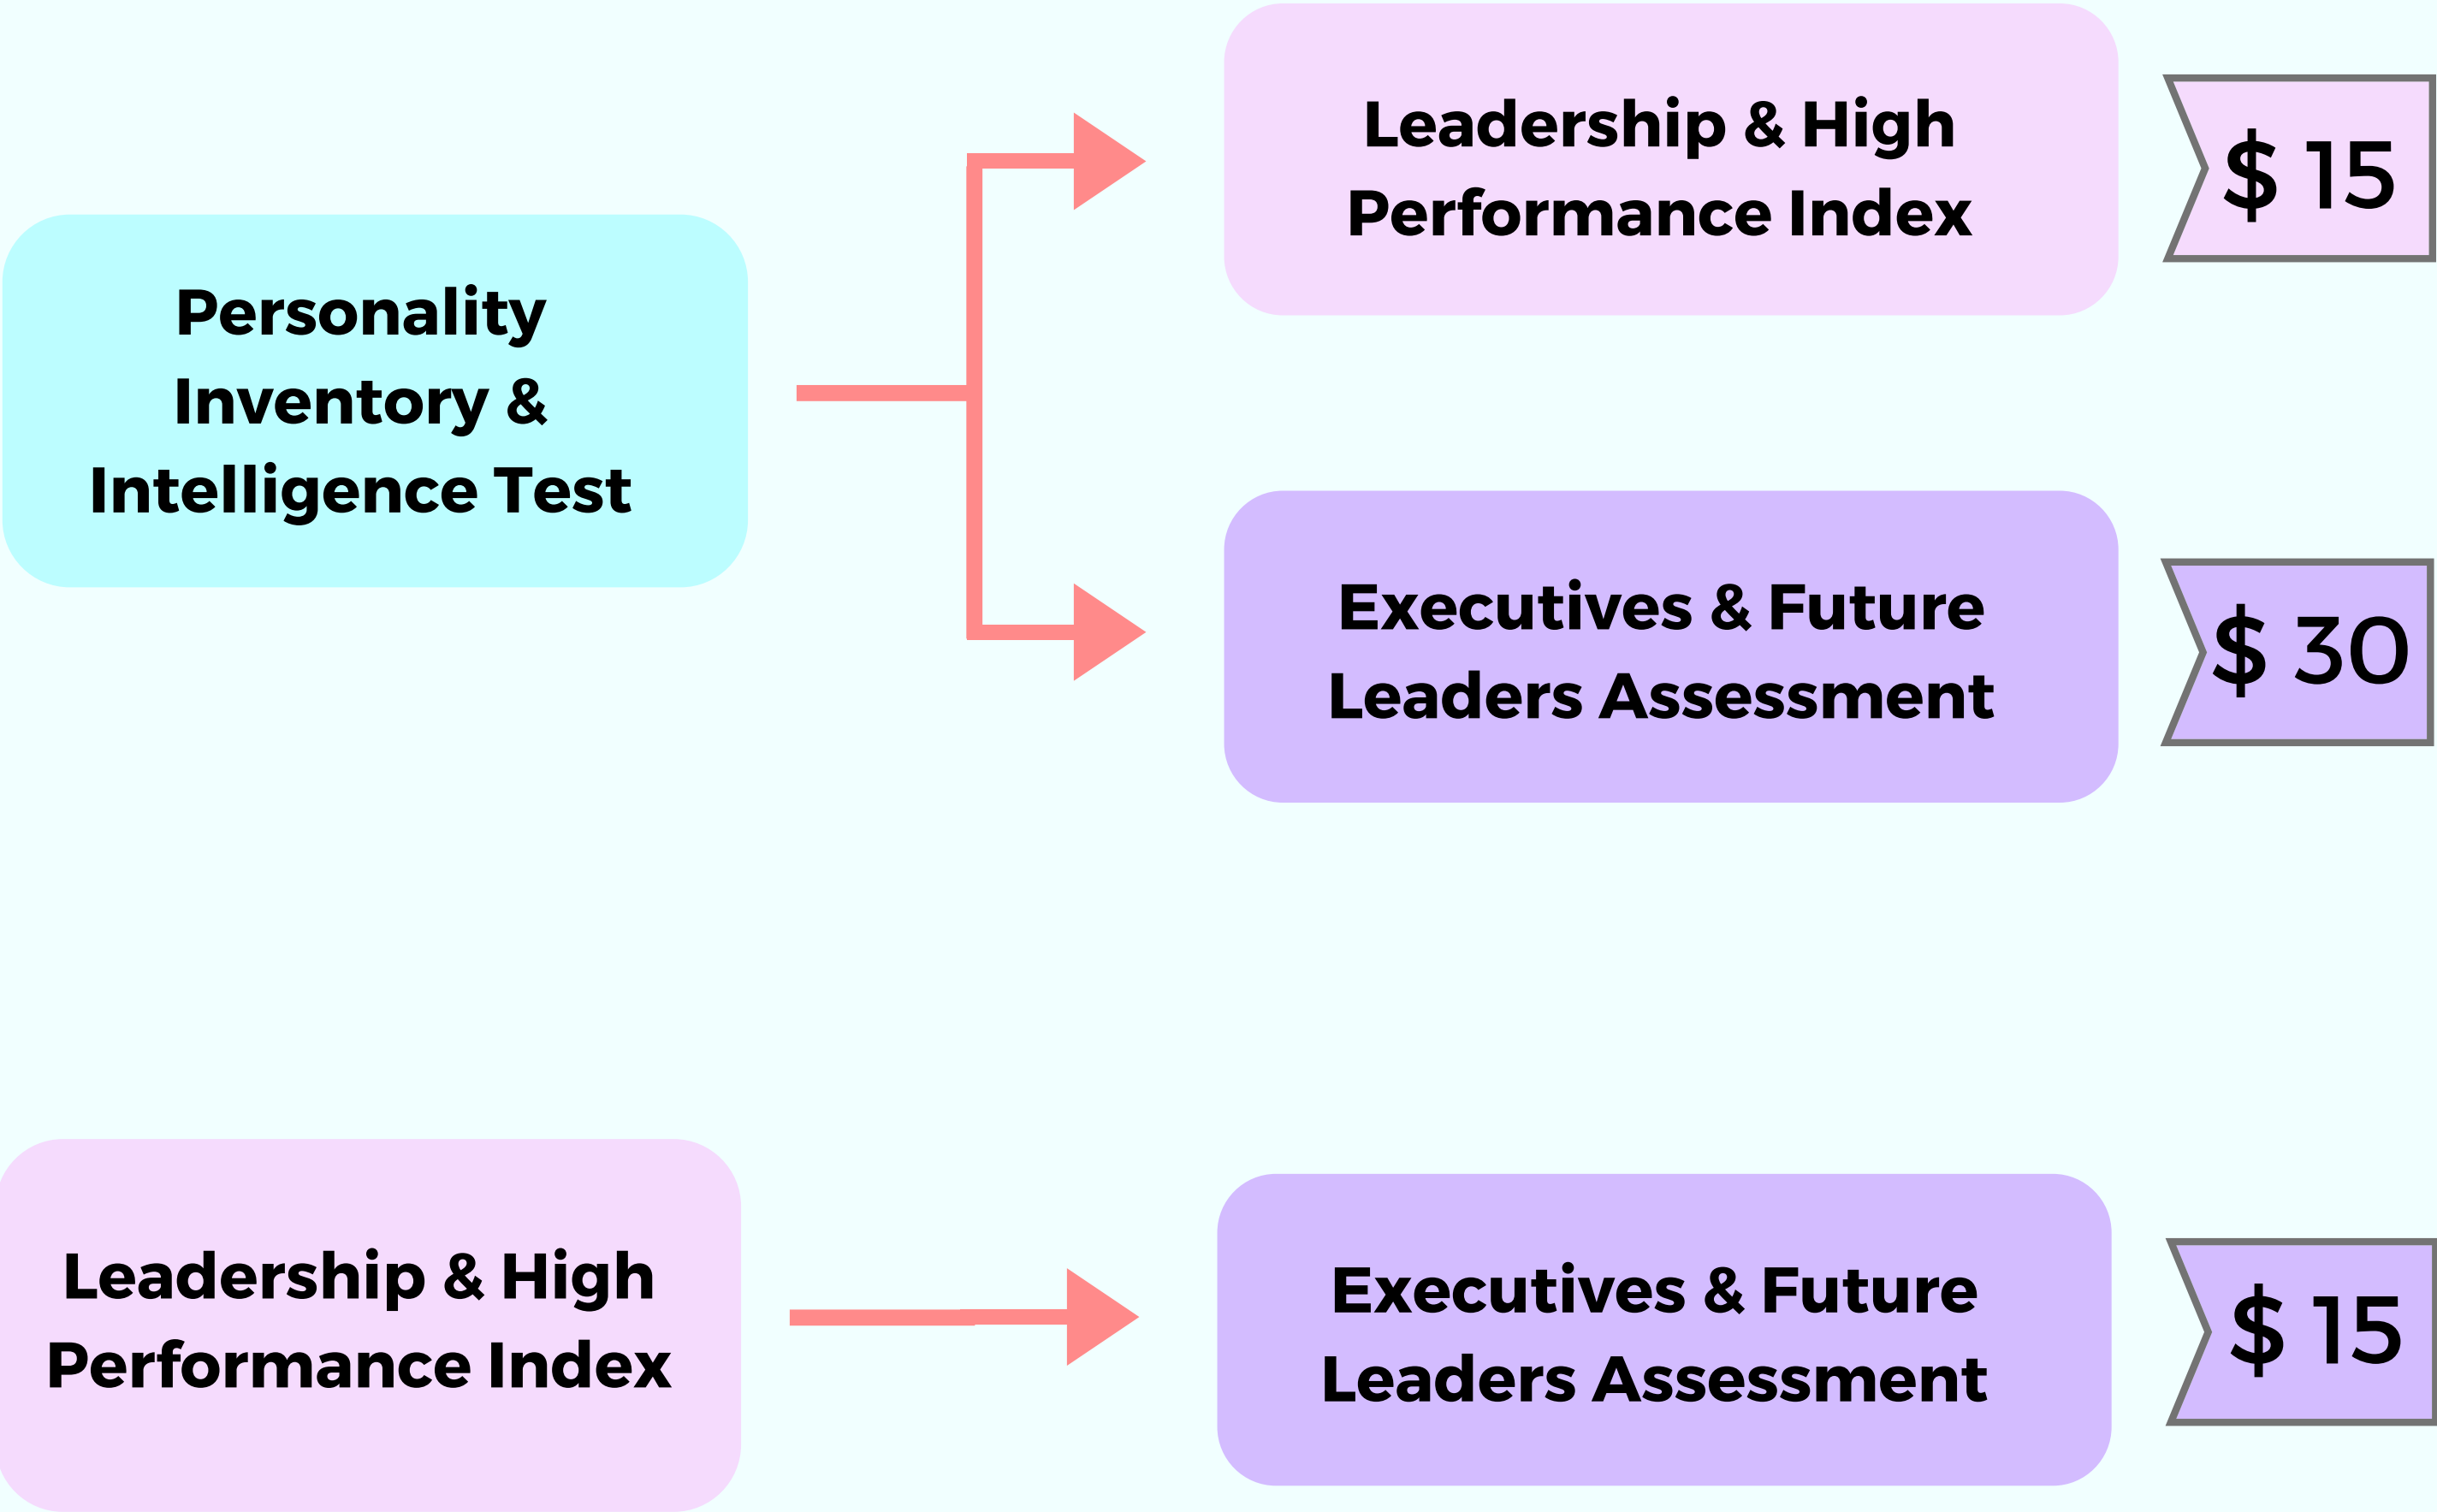 Personality
Inventory &
Intelligence Test
Leadership & High
Performance Index
$ 15
Executives & Future
Leaders Assessment
$ 30
Leadership & High
Performance Index
Executives & Future
Leaders Assessment
$ 15